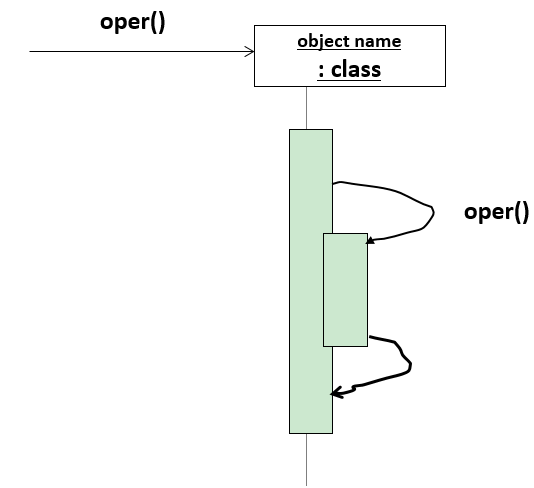 oper()
object name
: class
oper()